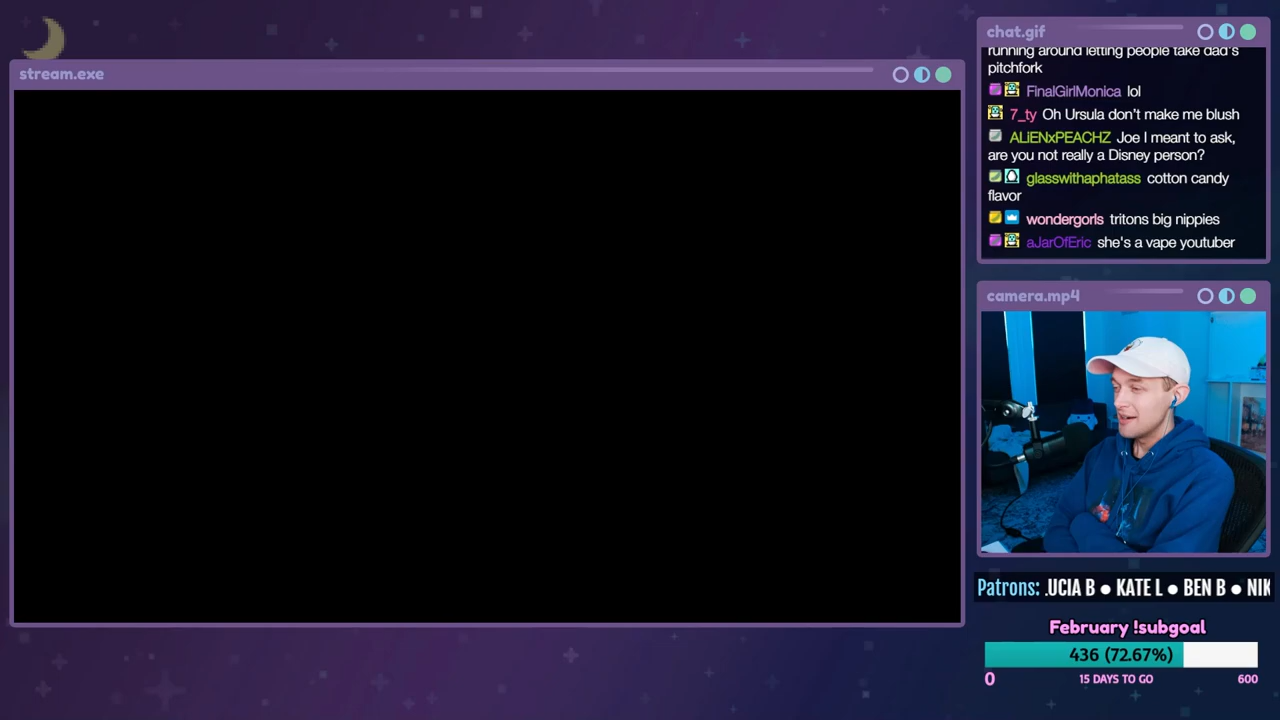 stream.exe
chat.gif
running around letting people take dad's
pitchfork
FinalGirlMonica lol
7_ty Oh Ursula don't make me blush
ALiENxPEACHZ Joe I meant to ask,
are you not really a Disney person?
glasswithaphatass cotton candy
flavor
wondergorls tritons big nippies
aJarOfEric she's a vape youtuber
camera.mp4
Patrons: .UCIA B ● KATE L ● BEN B ● NIK
February !subgoal
436 (72.67%)
0 15 DAYS TO GO 600